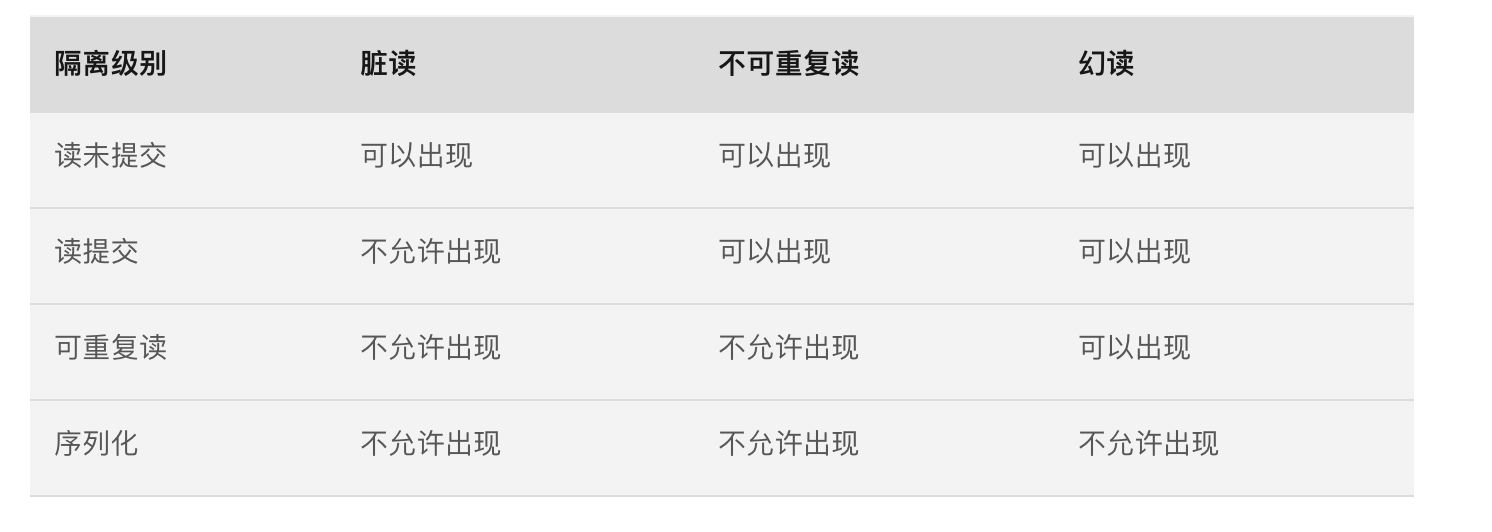 隔离级别 脏读 不可重复读 幻读
读未提交 可以出现 可以出现 可以出现
读提交 不允许出现 可以出现 可以出现
可重复读 不允许出现 不允许出现 可以出现
序列化 不允许出现 不允许出现 不允许出现